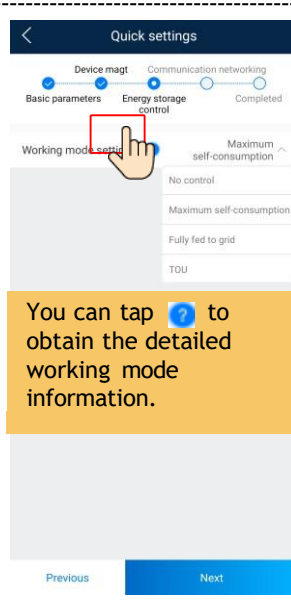 Quick settings
Device magt Communication networking
Basic parameters Energy storage control Completed
Working mode Maximum self-consumption
No control
Maximum self-consumption
Fully fed to grid
TOU
You can tap ? to
obtain the detailed
working mode
information.
Previous Next